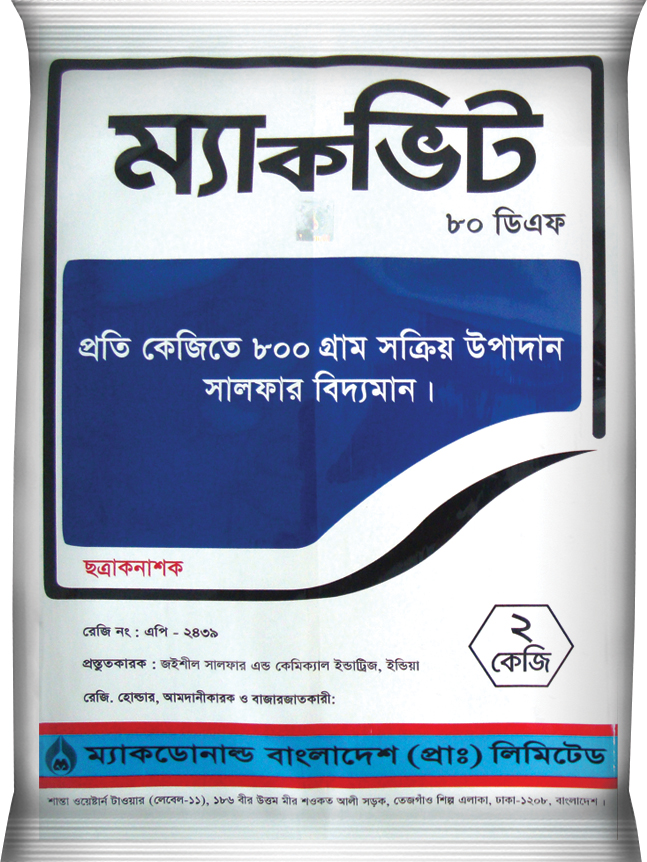 ম্যাকভিট
৮০ ডিএফ
প্রতি কেজিতে ৮০০ গ্রাম সক্রিয় উপাদান
সালফার বিদ্যমান।
ছত্রাকনাশক
রেজি নং : এপি - ২৪৩৯
২
কেজি
প্রস্তুতকারক : জইশীল সালফার এন্ড কেমিক্যাল ইন্ডাট্রিজ, ইন্ডিয়া
রেজি. হোল্ডার, আমদানীকারক ও বাজারজাতকারী:
ম্যাকডোনাল্ড বাংলাদেশ (প্রাঃ) লিমিটেড
শান্তা ওয়েষ্টার্ন টাওয়ার (লেবেল-১১), ১৮৬ বীর উত্তম মীর শওকত আলী সড়ক, তেজগাঁও শিল্প এলাকা, ঢাকা-১২০৮, বাংলাদেশ।